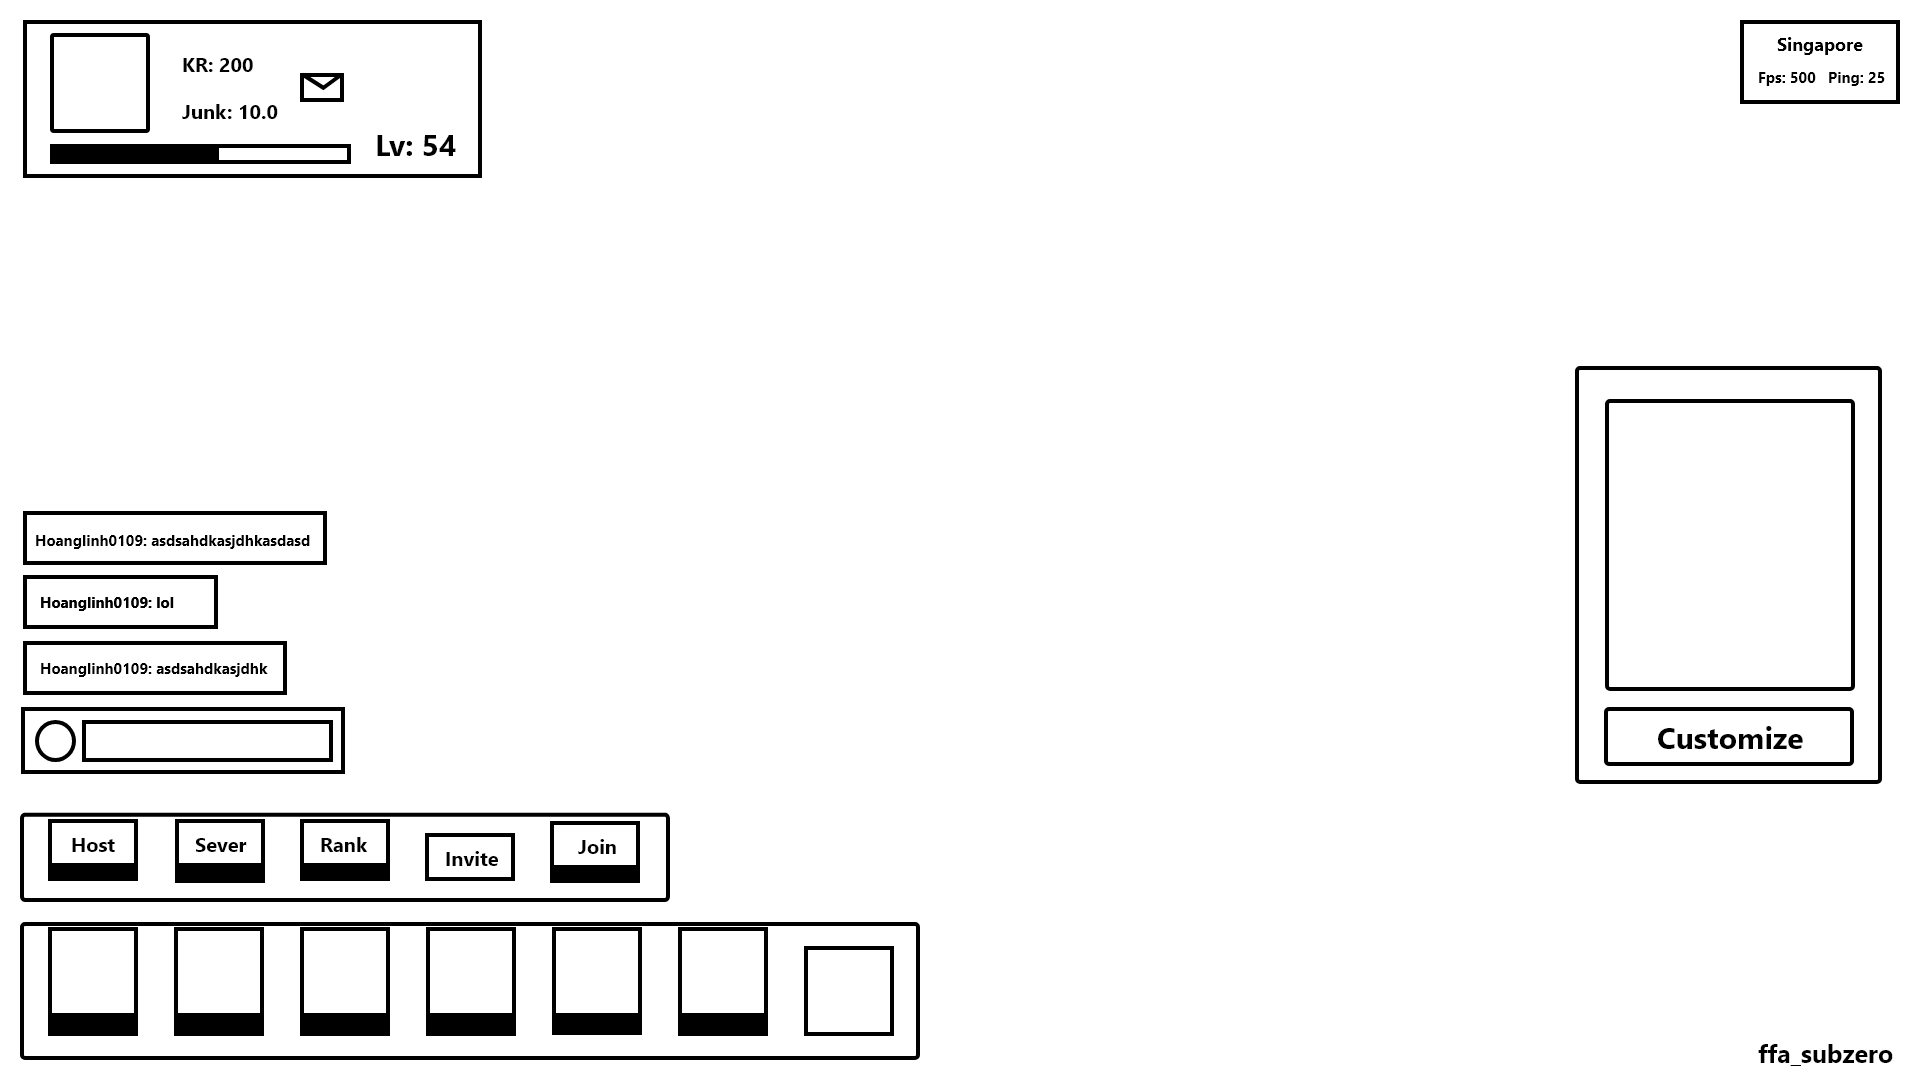 KR: 200
Junk: 10.0
Lv: 54
Singapore
Fps: 500 Ping: 25
Hoanglinh0109: asdsahdkasjdhkasdasd
Hoanglinh0109: lol
Hoanglinh0109: asdsahdkasjdhk
Customize
Host
Sever
Rank
Invite
Join
ffa_subzero